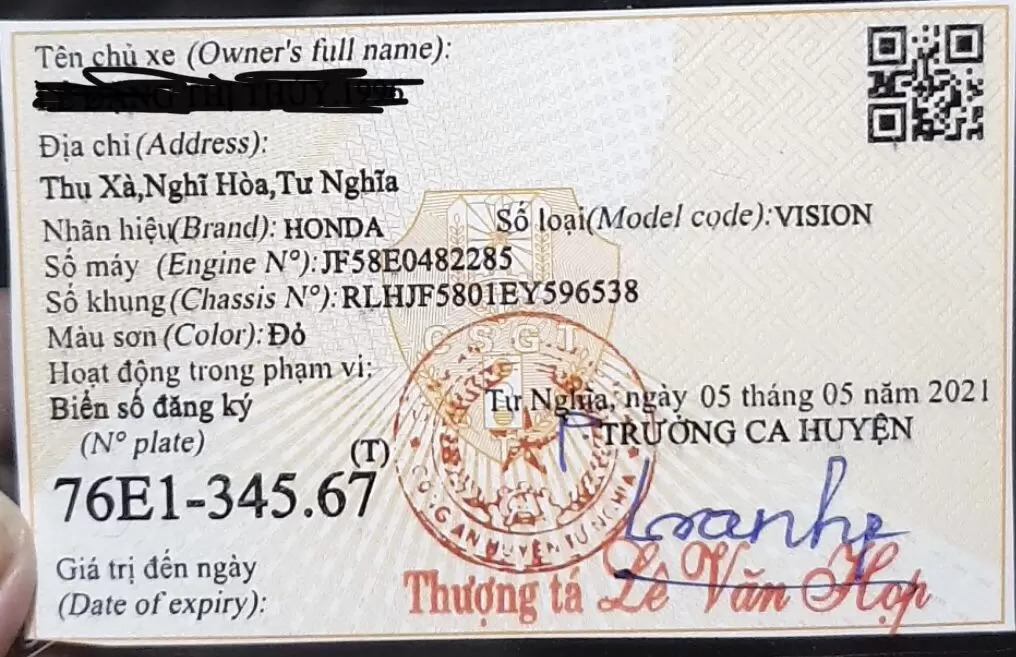 Tên chủ xe (Owner's full name):
Địa chỉ (Address):
Thu Xà,Nghĩ Hòa,Tư Nghĩa
Nhãn hiệu(Brand): HONDA
Số loại(Model code):VISION
Số máy (Engine N°):JF58E0482285
Số khung(Chassis N°):RLHJF5801EY596538
Màu sơn (Color): Đỏ
Hoạt động trong phạm vi:
Biển số đăng ký
(N° plate)
(T)
76E1-345.67
Giá trị đến ngày
(Date of expiry):
CSGT
Tư Nghĩa, ngày 05 tháng 05 năm 2021
TRƯỞNG CA HUYỆN
CÔNG AN HUYỆN TƯ NGHĨA
Thượng tá Lê Văn Họp